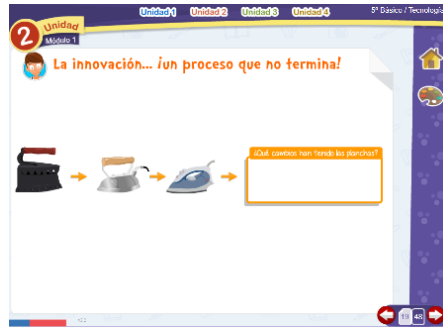 Unidad 1 Unidad 2 Unidad 3 Unidad 4
5° Básico / Tecnología
2 Unidad
Módulo 1
La innovación... ¡un proceso que no termina!
¿Qué cambios han tenido las planchas?
48